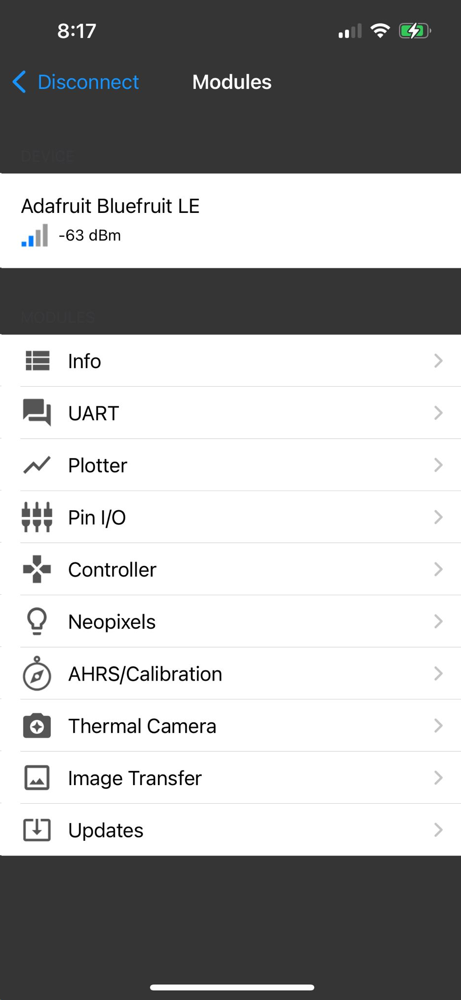 8:17
Disconnect
Modules
DEVICE
Adafruit Bluefruit LE
-63 dBm
MODULES
Info
UART
Plotter
Pin I/O
Controller
Neopixels
AHRS/Calibration
Thermal Camera
Image Transfer
Updates